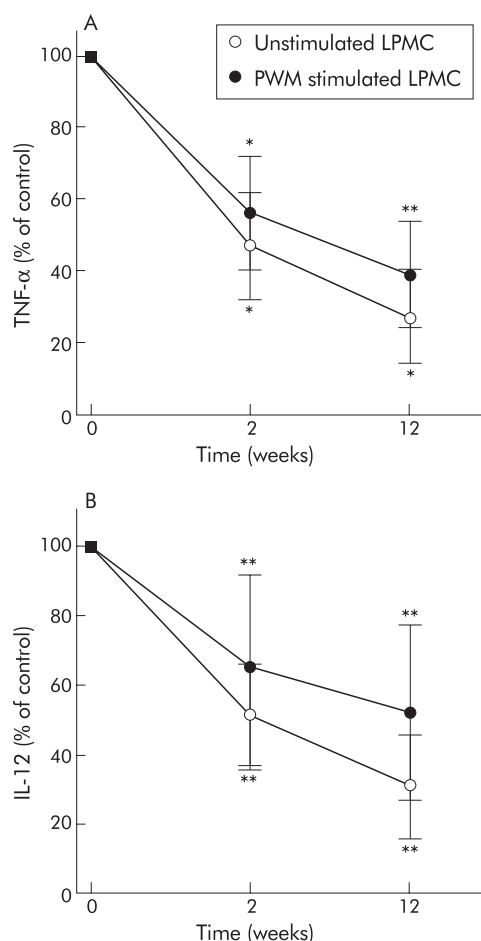 A
Unstimulated LPMC
PWM stimulated LPMC
TNF-α (% of control)
100
80
60
40
20
0
*
*
**
*
0 2 12
Time (weeks)
B
IL-12 (% of control)
100
80
60
40
20
0
**
**
**
**
0 2 12
Time (weeks)